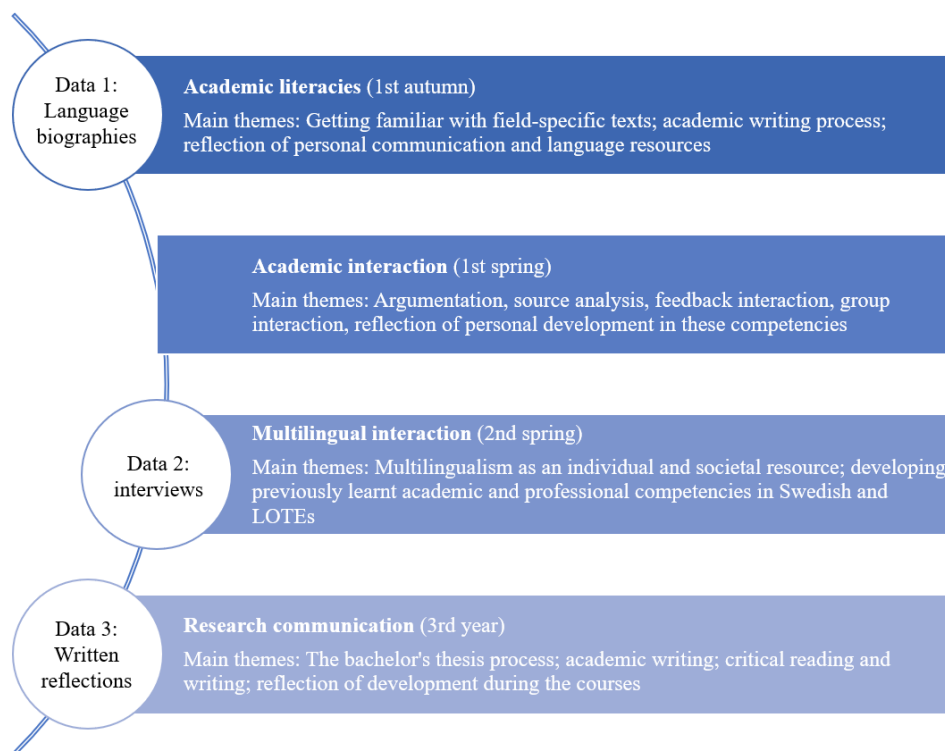 Data 1:
Language
biographies
Academic literacies (1st autumn)
Main themes: Getting familiar with field-specific texts; academic writing process;
reflection of personal communication and language resources
Academic interaction (1st spring)
Main themes: Argumentation, source analysis, feedback interaction, group
interaction, reflection of personal development in these competencies
Data 2:
interviews
Multilingual interaction (2nd spring)
Main themes: Multilingualism as an individual and societal resource; developing
previously learnt academic and professional competencies in Swedish and
LOTEs
Data 3:
Written
reflections
Research communication (3rd year)
Main themes: The bachelor's thesis process; academic writing; critical reading and
writing; reflection of development during the courses